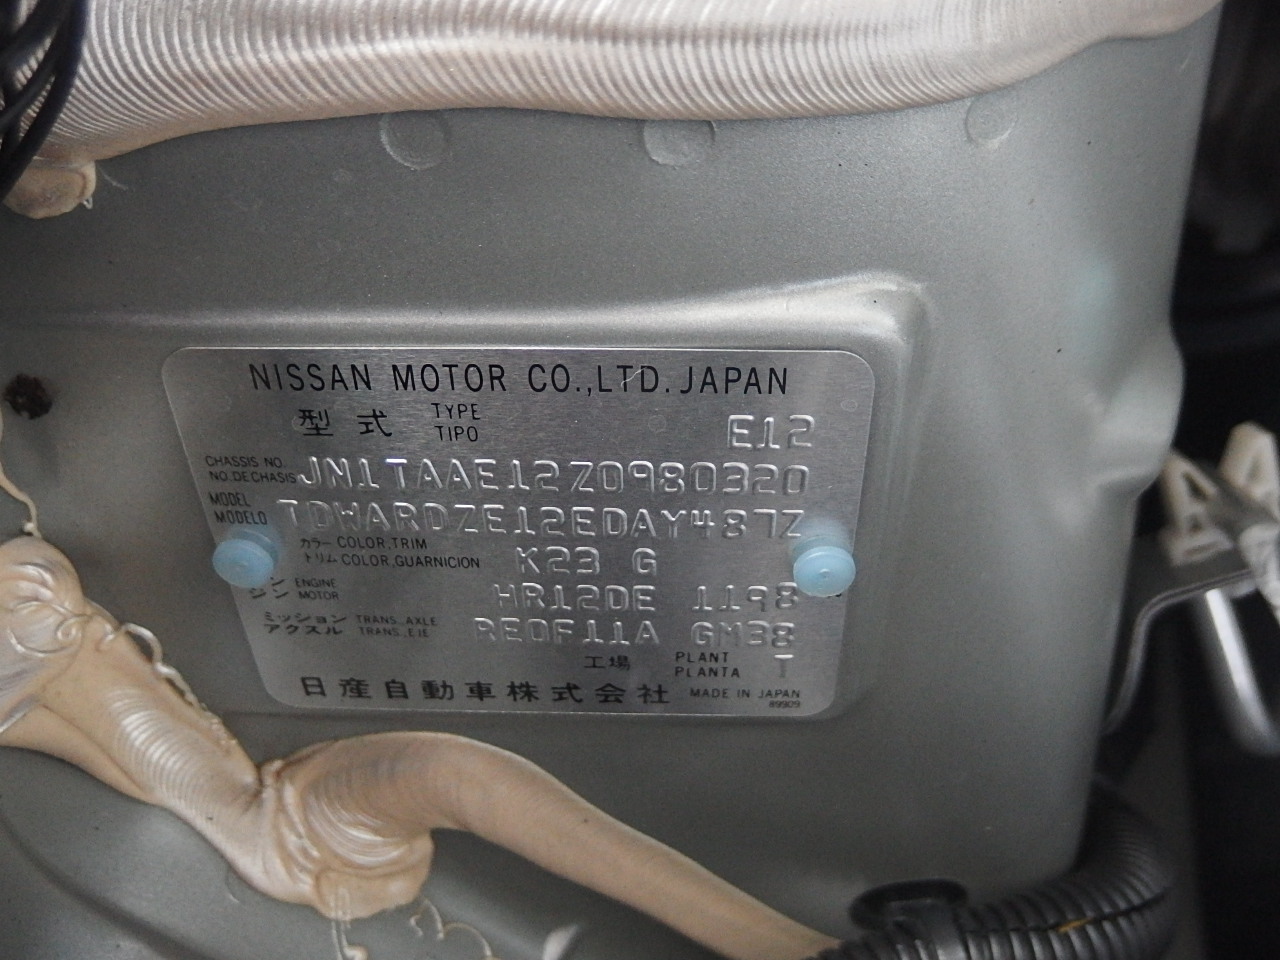 NISSAN MOTOR CO.,LTD. JAPAN
型式 TYPE TIPO E12
CHASSIS NO. NO.DE CHASIS JN1TAAE12Z0980320
MODEL MODELO TDWARDZE12EDAY487Z
カラー COLOR,TRIM トリム COLOR,GUARNICION K23 G
ENGINE MOTOR HR12DE 1198
ミッション TRANS.,AXLE アクスル TRANS.,EJE RE0F11A GM38
工場 PLANT PLANTA T
日産自動車株式会社 MADE IN JAPAN
89909